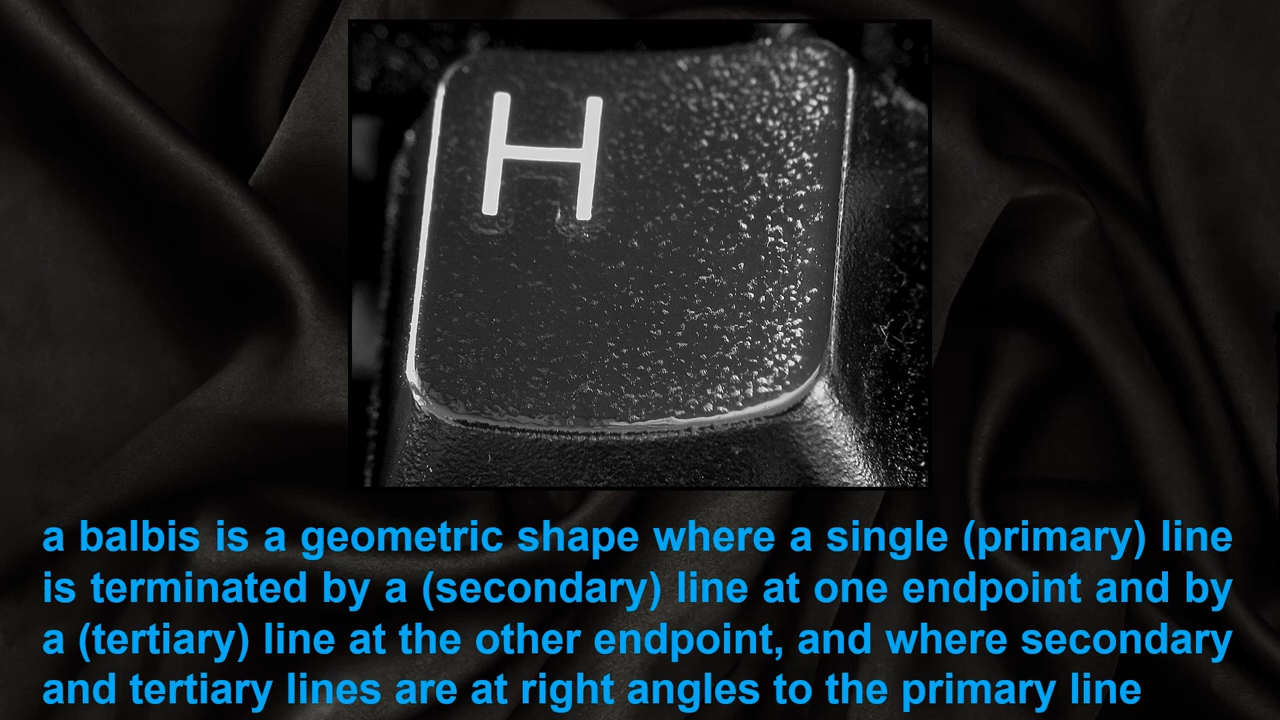 H
a balbis is a geometric shape where a single (primary) line
is terminated by a (secondary) line at one endpoint and by
a (tertiary) line at the other endpoint, and where secondary
and tertiary lines are at right angles to the primary line